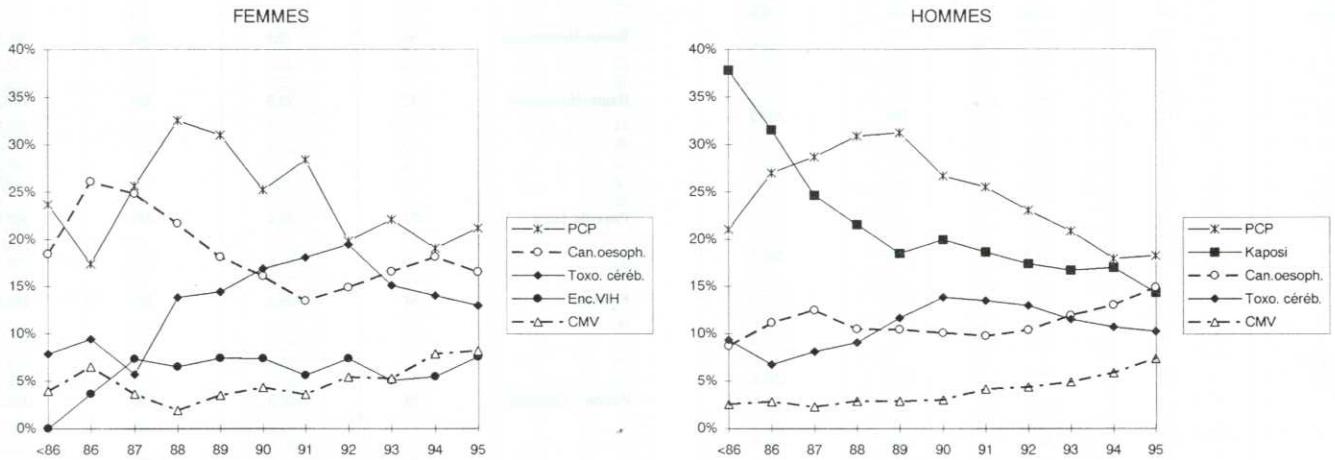 FEMMES
40%
35%
30%
25%
20%
15%
10%
5%
0%
<86 86 87 88 89 90 91 92 93 94 95
PCP
Can.oesoph.
Toxo. céréb.
Enc.VIH
CMV
HOMMES
40%
35%
30%
25%
20%
15%
10%
5%
0%
<86 86 87 88 89 90 91 92 93 94 95
PCP
Kaposi
Can.oesoph.
Toxo. céréb.
CMV